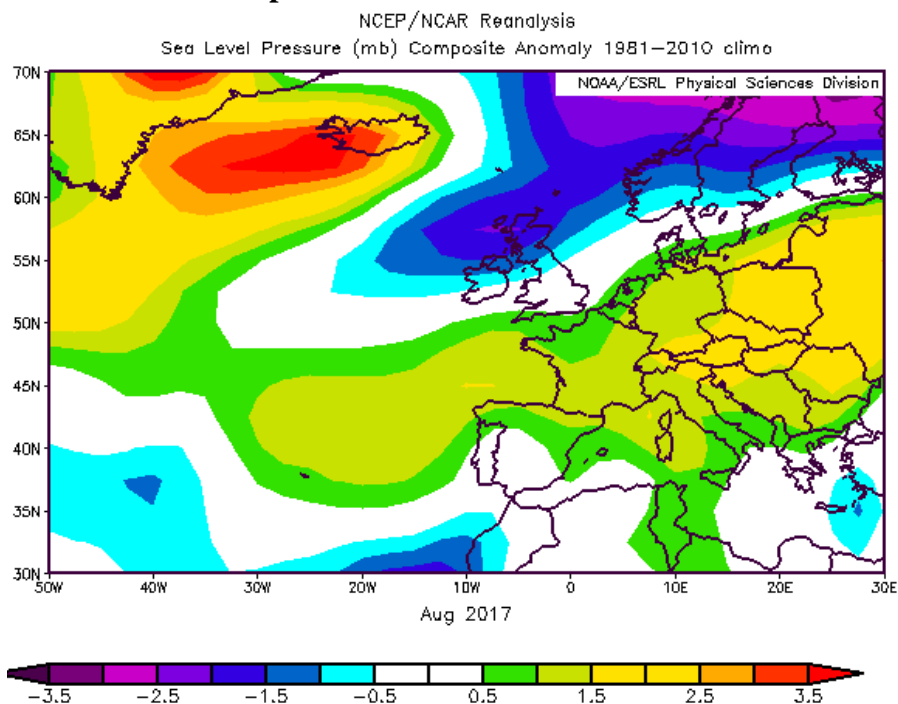 NCEP/NCAR Reanalysis
Sea Level Pressure (mb) Composite Anomaly 1981-2010 climo
NOAA/ESRL Physical Sciences Division
70N
65N
60N
55N
50N
45N
40N
35N
30N
50W 40W 30W 20W 10W 0 10E 20E 30E
Aug 2017
-3.5 -2.5 -1.5 -0.5 0.5 1.5 2.5 3.5